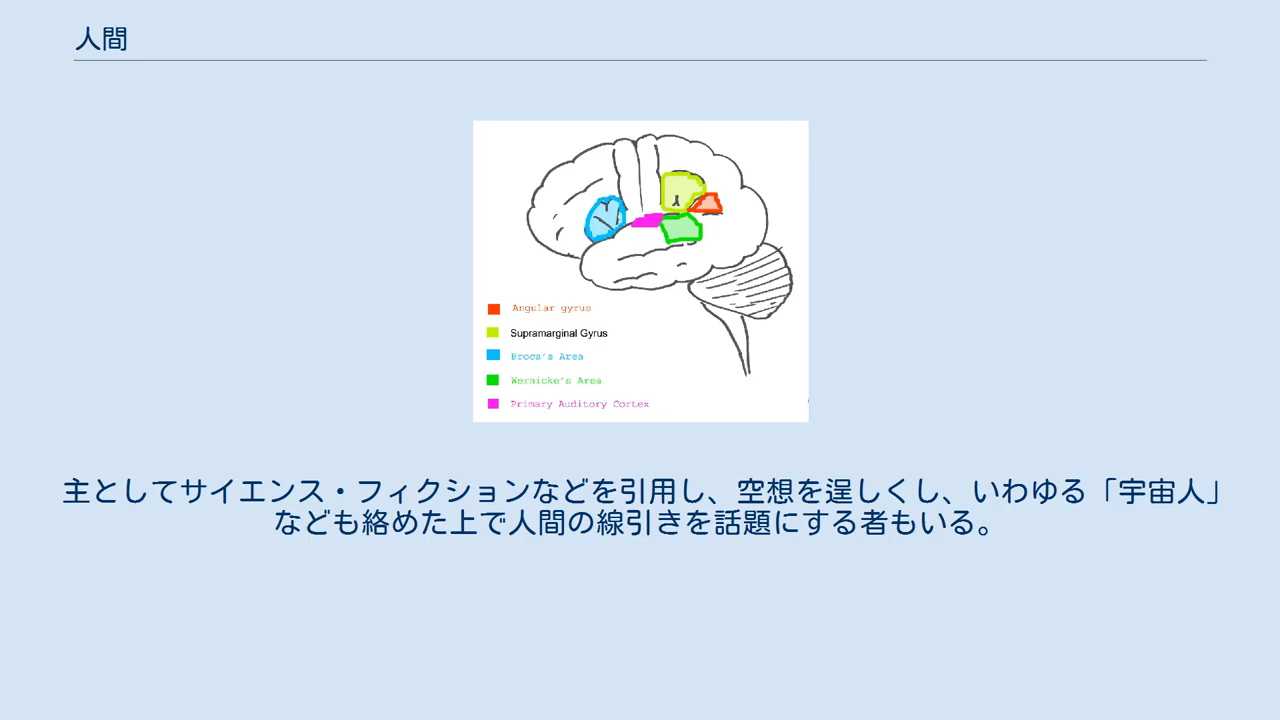 人間
Angular gyrus
Supramarginal Gyrus
Broca's Area
Wernicke's Area
Primary Auditory Cortex
主としてサイエンス・フィクションなどを引用し、空想を逞しくし、いわゆる「宇宙人」
なども絡めた上で人間の線引きを話題にする者もいる。